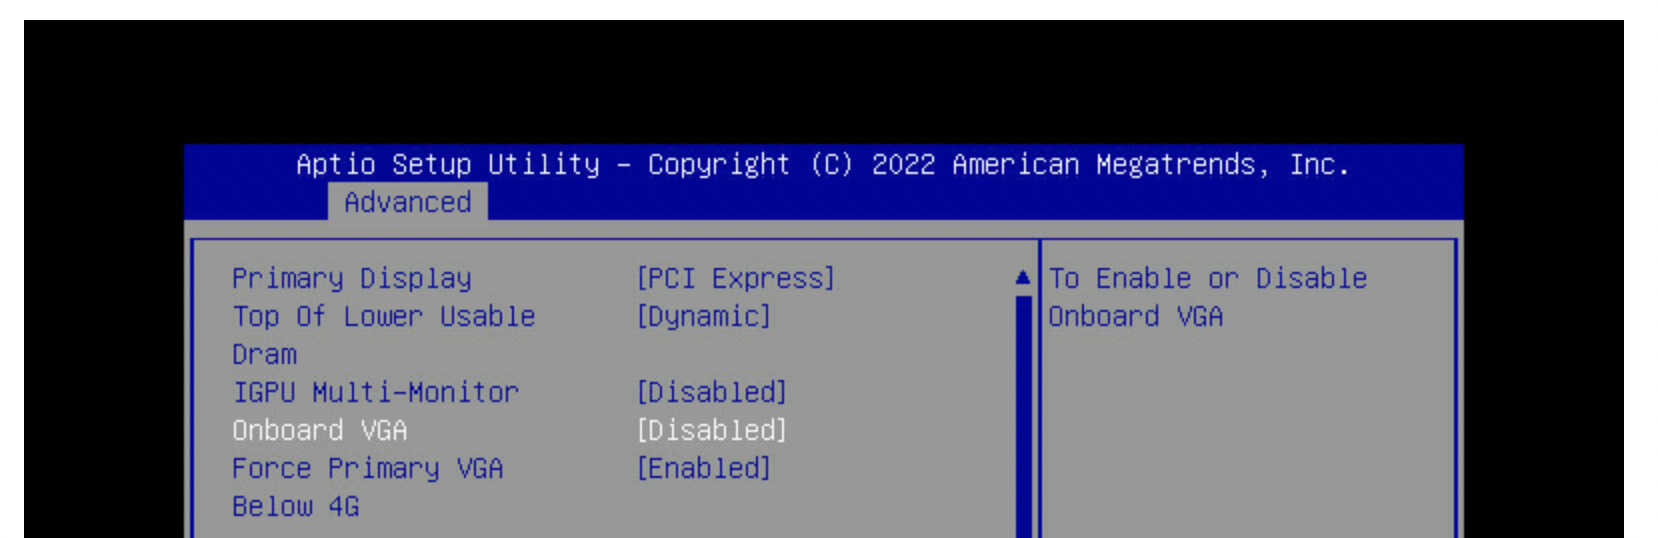 Aptio Setup Utility – Copyright (C) 2022 American Megatrends, Inc.
Advanced
Primary Display [PCI Express]
Top Of Lower Usable [Dynamic]
Dram
IGPU Multi-Monitor [Disabled]
Onboard VGA [Disabled]
Force Primary VGA [Enabled]
Below 4G
To Enable or Disable
Onboard VGA